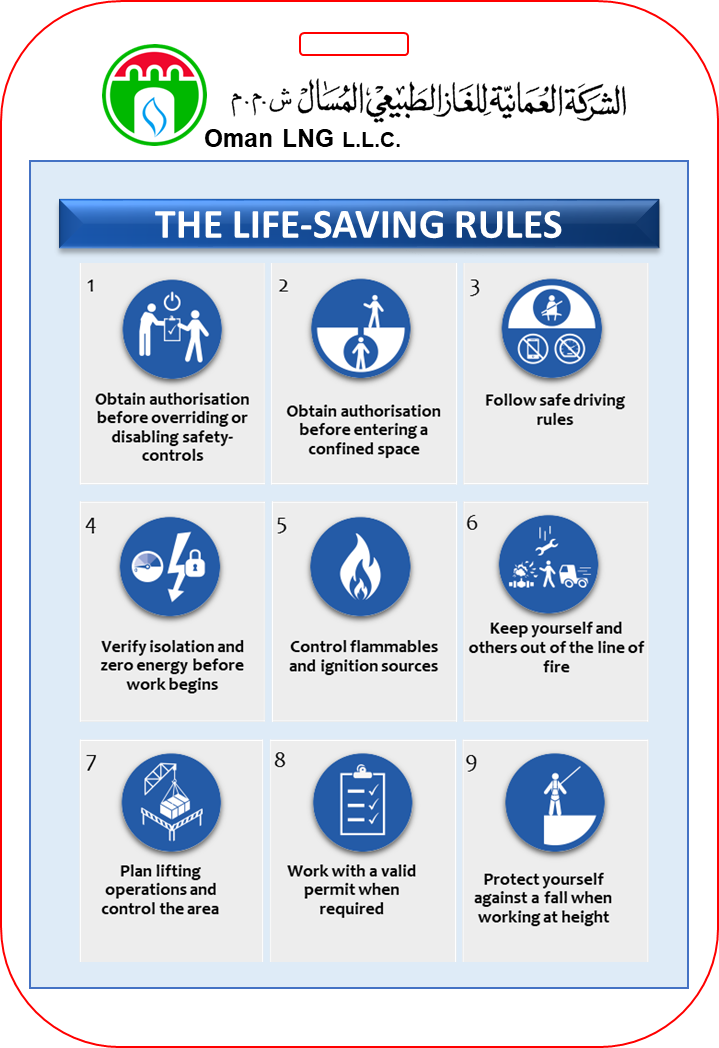 الشركة العمانية للغاز الطبيعي المسال ش.م.م
Oman LNG L.L.C.
THE LIFE-SAVING RULES
1
Obtain authorisation
before overriding or
disabling safety-
controls
2
Obtain authorisation
before entering a
confined space
3
Follow safe driving
rules
4
Verify isolation and
zero energy before
work begins
5
Control flammables
and ignition sources
6
Keep yourself and
others out of the line of
fire
7
Plan lifting
operations and
control the area
8
Work with a valid
permit when
required
9
Protect yourself
against a fall when
working at height